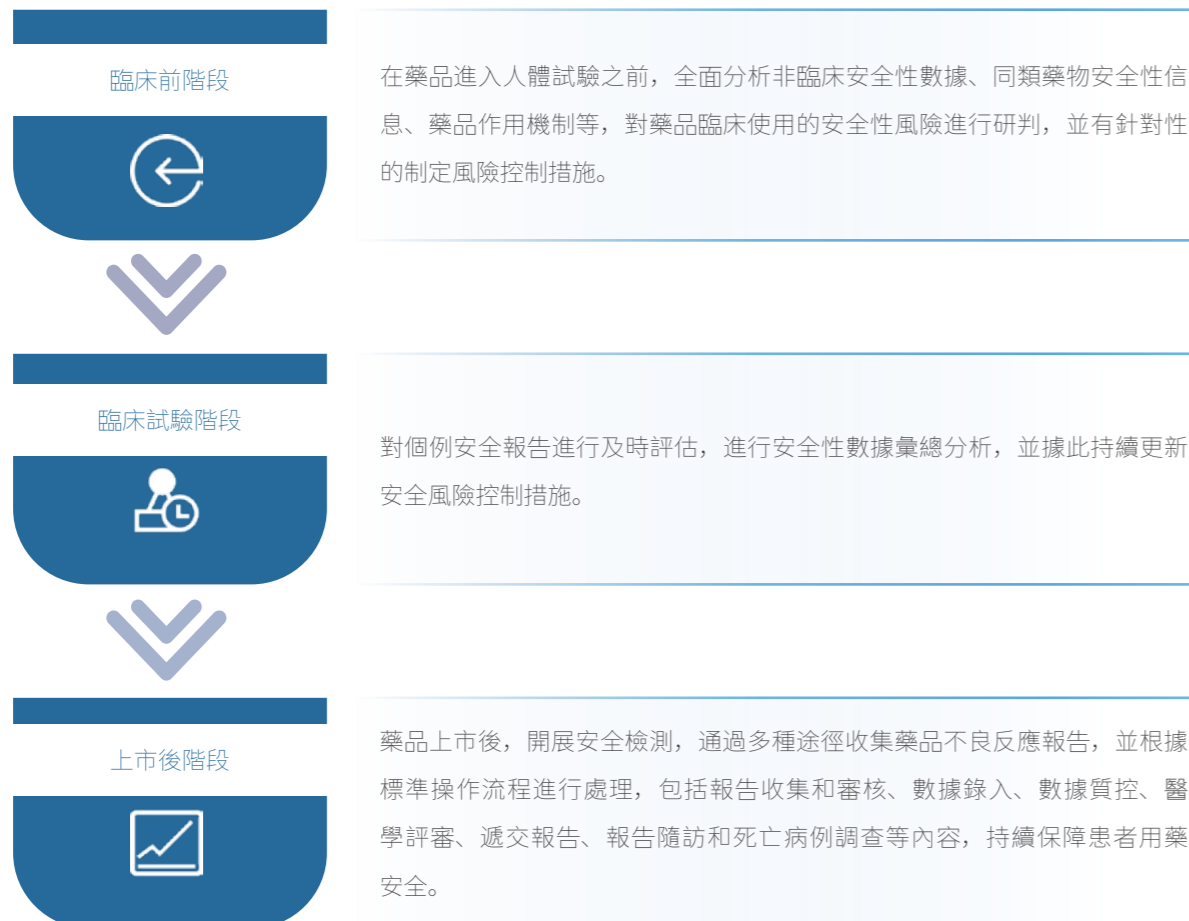 臨床前階段
在藥品進入人體試驗之前，全面分析非臨床安全性數據、同類藥物安全性信
息、藥品作用機制等，對藥品臨床使用的安全性風險進行研判，並有針對性
的制定風險控制措施。
臨床試驗階段
對個例安全報告進行及時評估，進行安全性數據彙總分析，並據此持續更新
安全風險控制措施。
上市後階段
藥品上市後，開展安全檢測，通過多種途徑收集藥品不良反應報告，並根據
標準操作流程進行處理，包括報告收集和審核、數據錄入、數據質控、醫
學評審、遞交報告、報告隨訪和死亡病例調查等內容，持續保障患者用藥
安全。